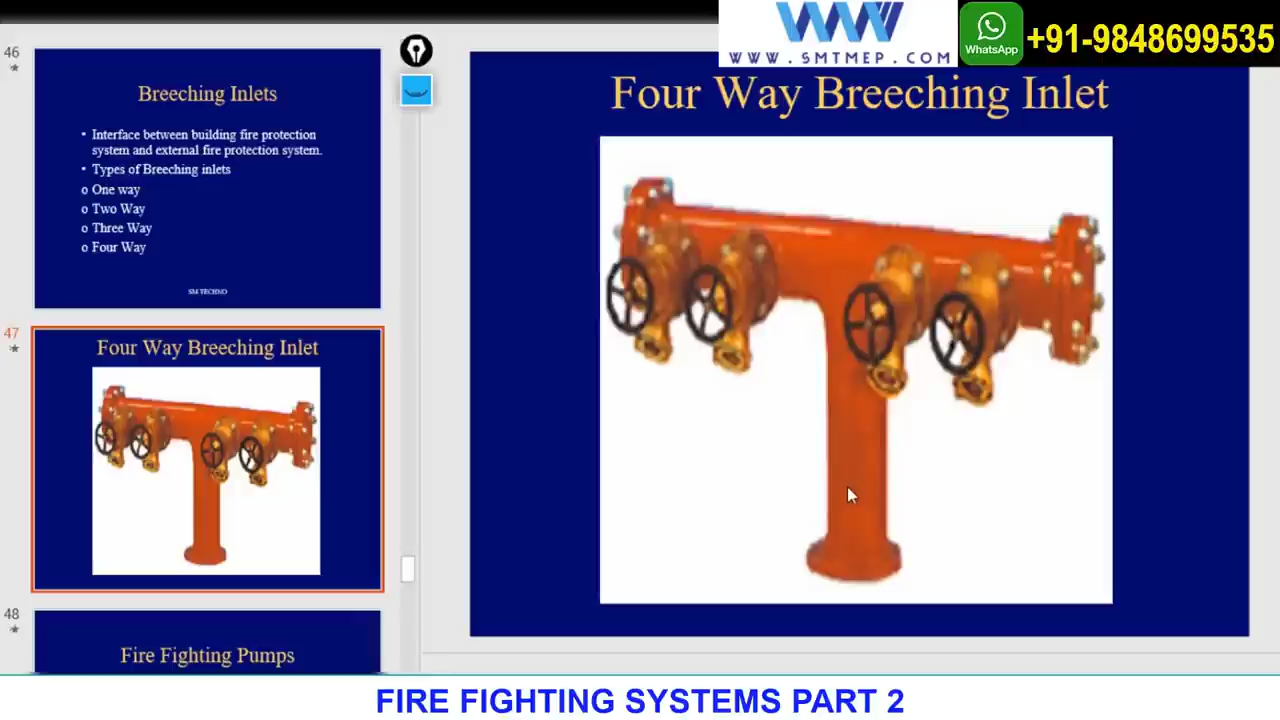 WWW.SMTMEP.COM
WhatsApp
+91-9848699535
46
Breeching Inlets
• Interface between building fire protection
system and external fire protection system.
• Types of Breeching inlets
o One way
o Two Way
o Three Way
o Four Way
SM TECHNO
47
Four Way Breeching Inlet
48
Fire Fighting Pumps
Four Way Breeching Inlet
FIRE FIGHTING SYSTEMS PART 2